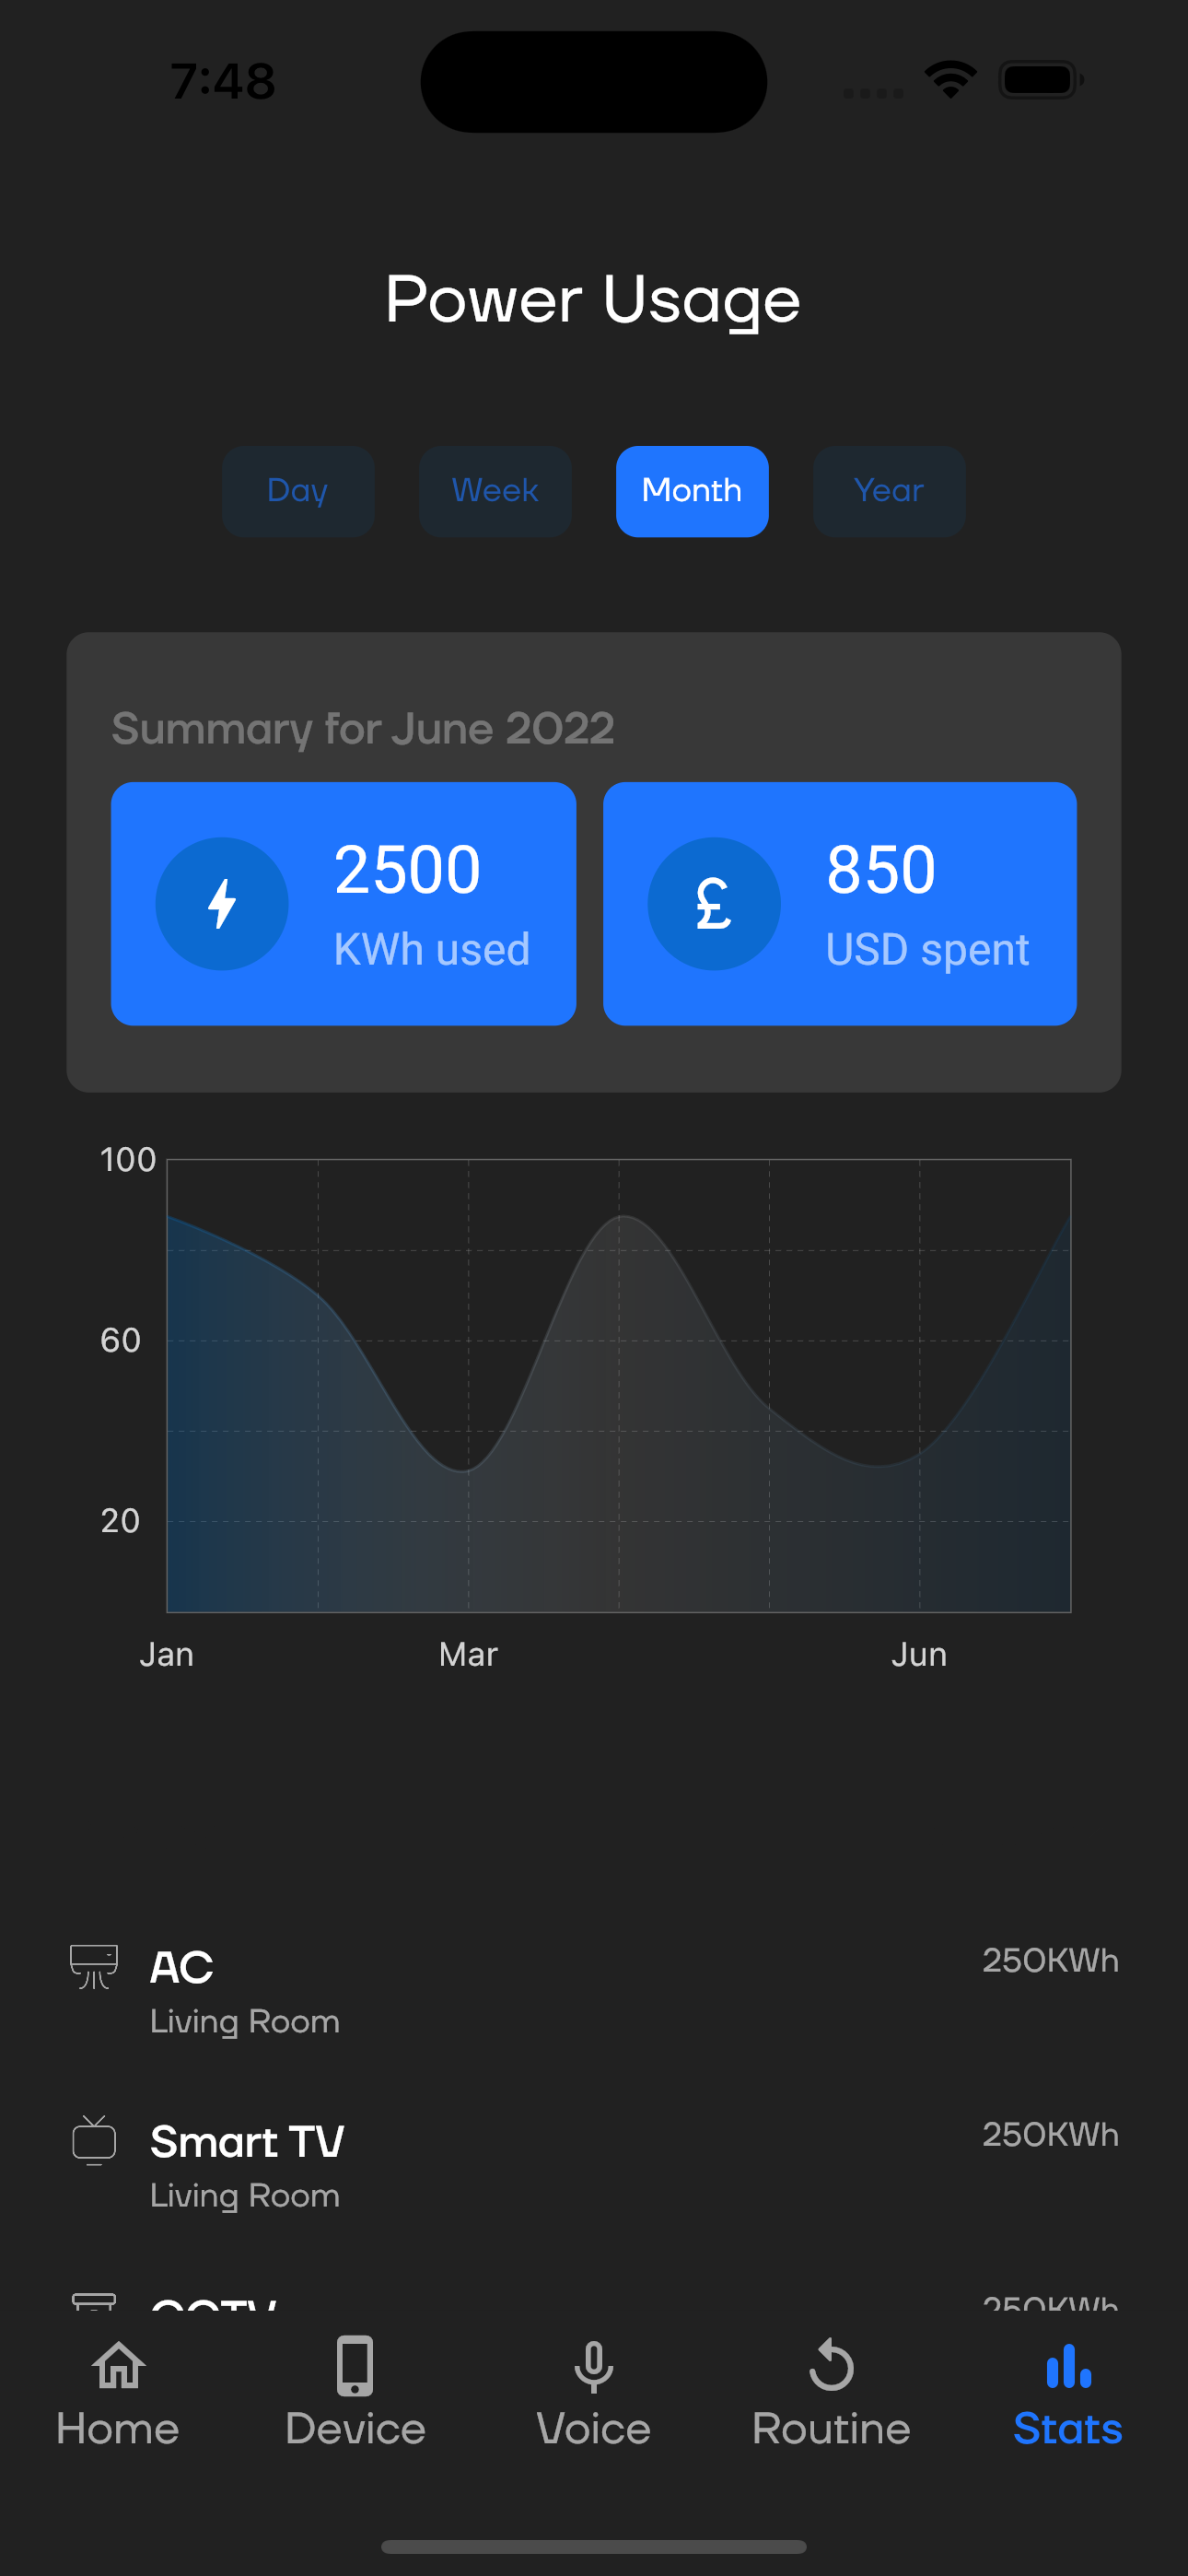 7:48
Power Usage
Day Week Month Year
Summary for June 2022
2500
KWh used
£
850
USD spent
100
60
20
Jan Mar Jun
AC 250KWh
Living Room
Smart TV 250KWh
Living Room
CCTV 250KWh
Home Device Voice Routine Stats